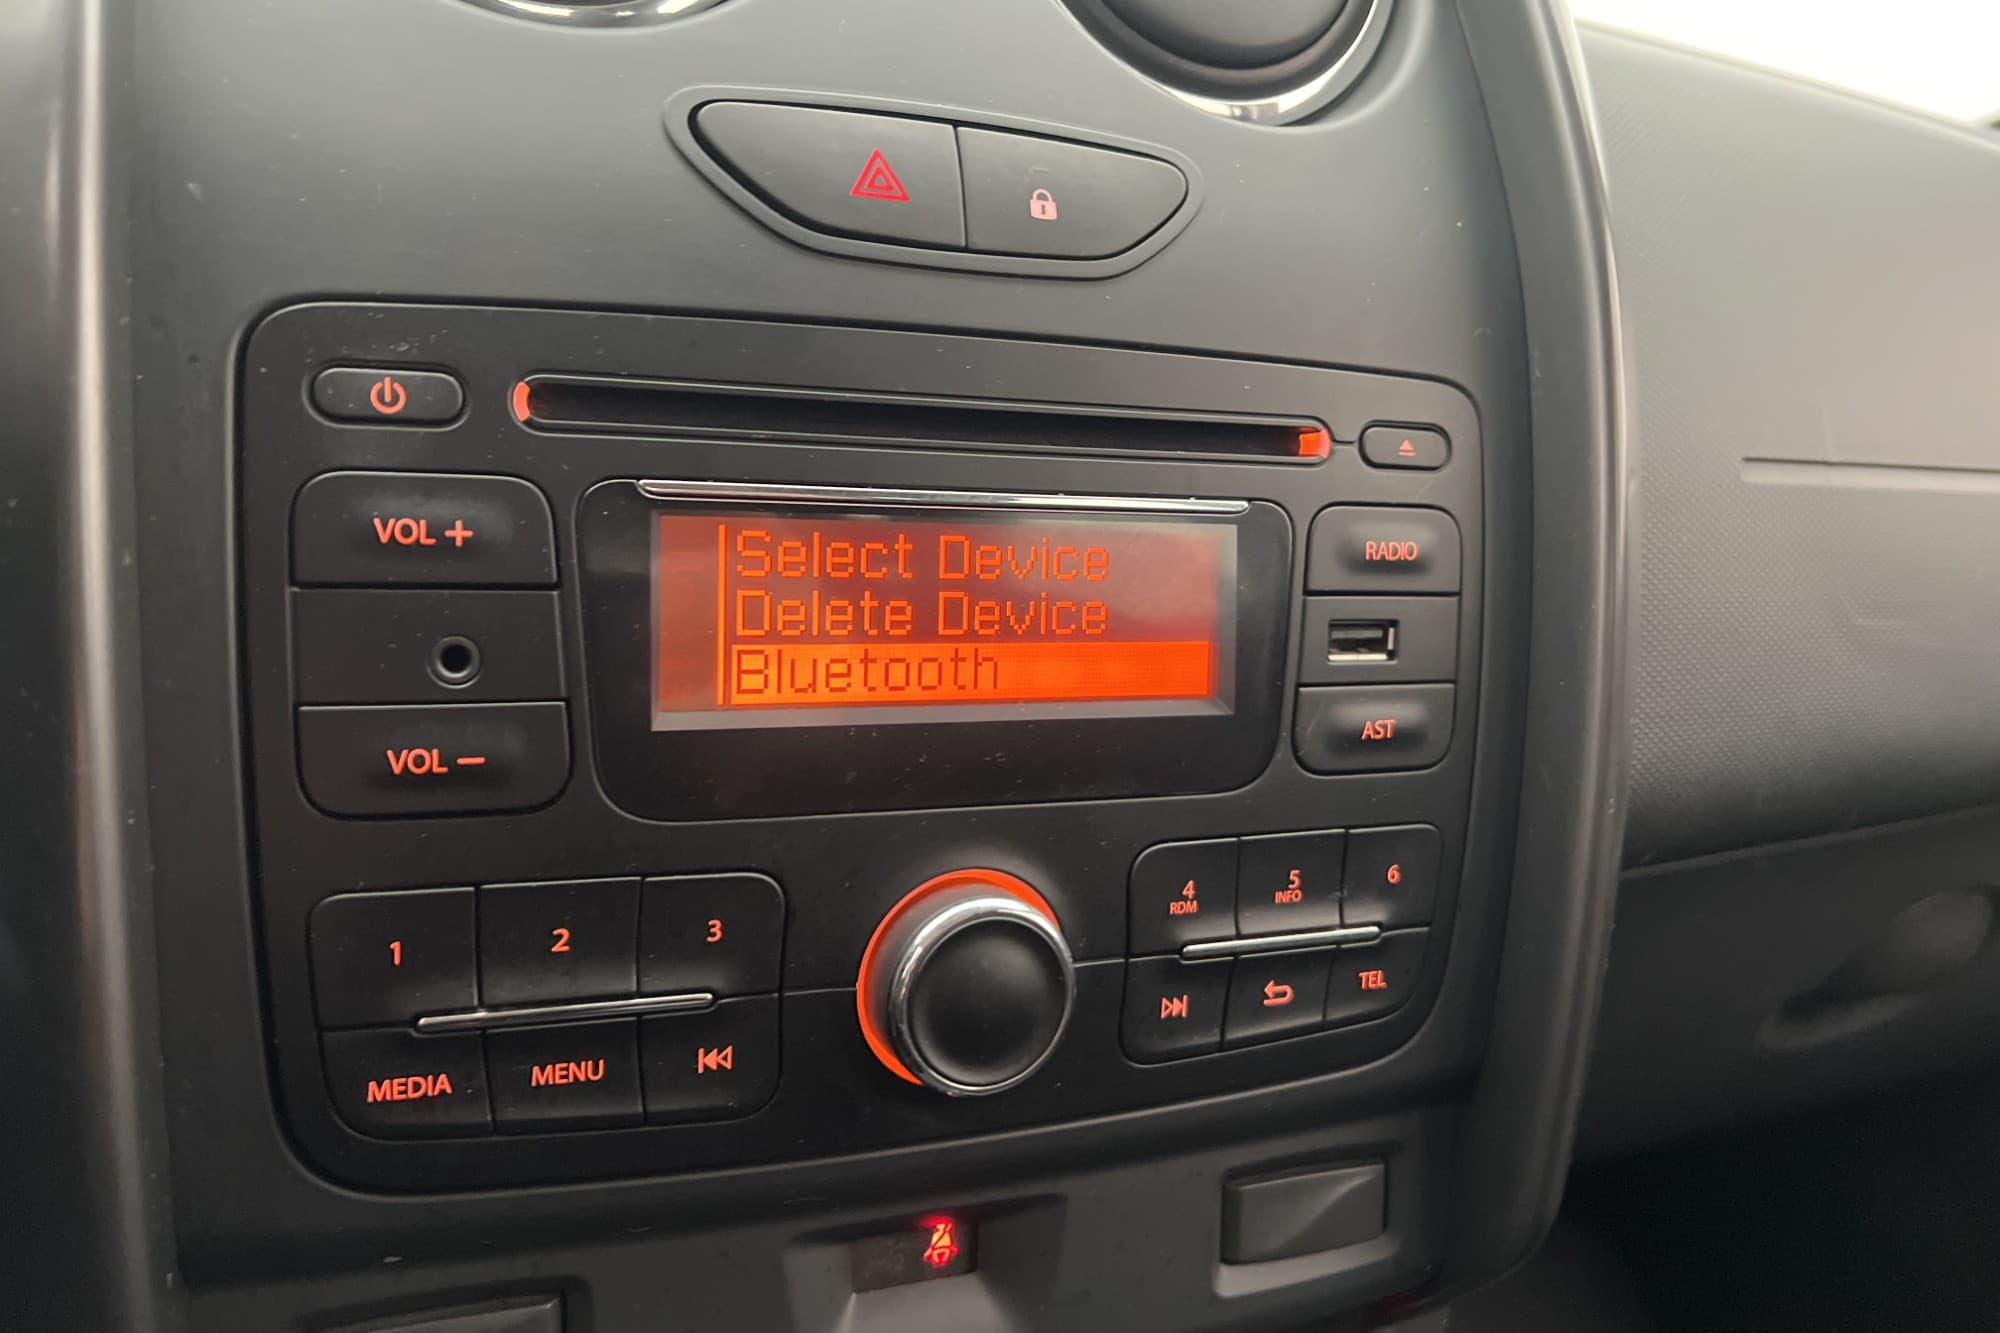 VOL +
VOL −
Select Device
Delete Device
Bluetooth
RADIO
AST
1
2
3
MEDIA
MENU
4
RDM
5
INFO
6
TEL